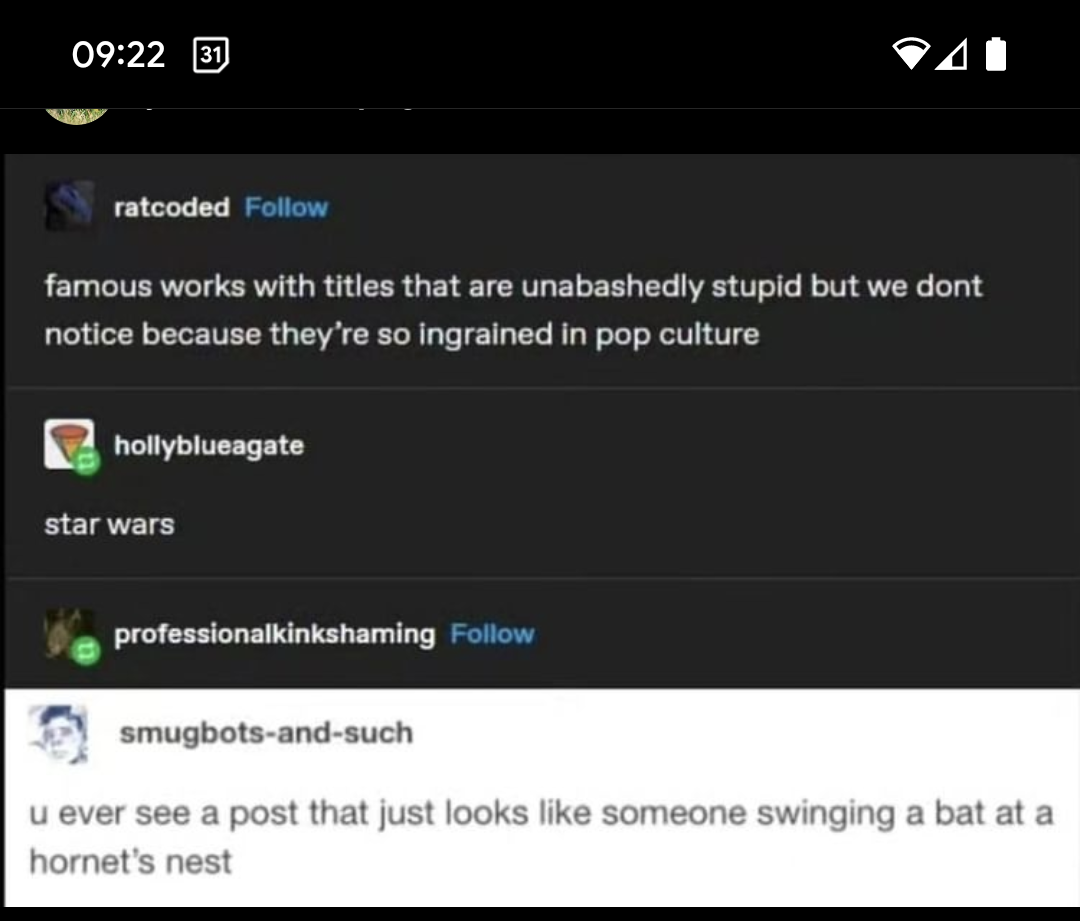 09:22 31
ratcoded Follow
famous works with titles that are unabashedly stupid but we dont
notice because they're so ingrained in pop culture
hollyblueagate
star wars
professionalkinkshaming Follow
smugbots-and-such
u ever see a post that just looks like someone swinging a bat at a
hornet's nest